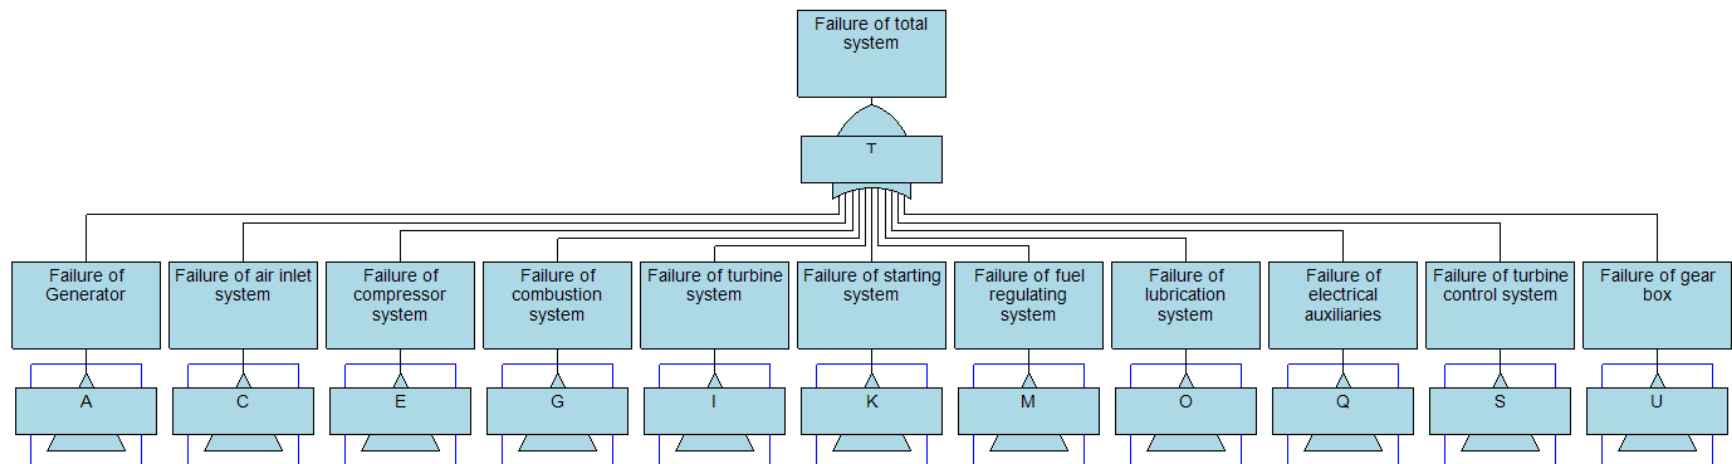 Failure of total
system
T
Failure of
Generator
Failure of air inlet
system
Failure of
compressor
system
Failure of
combustion
system
Failure of turbine
system
Failure of starting
system
Failure of fuel
regulating
system
Failure of
lubrication
system
Failure of
electrical
auxiliaries
Failure of turbine
control system
Failure of gear
box
A
C
E
G
I
K
M
O
Q
S
U